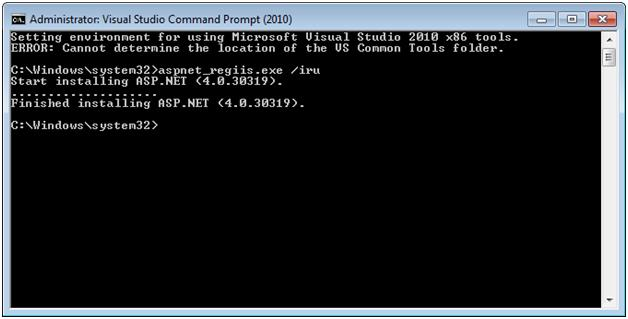 Administrator: Visual Studio Command Prompt (2010)
Setting environment for using Microsoft Visual Studio 2010 x86 tools.
ERROR: Cannot determine the location of the VS Common Tools folder.
C:\Windows\system32>aspnet_regiis.exe /iru
Start installing ASP.NET (4.0.30319).
....................
Finished installing ASP.NET (4.0.30319).
C:\Windows\system32>